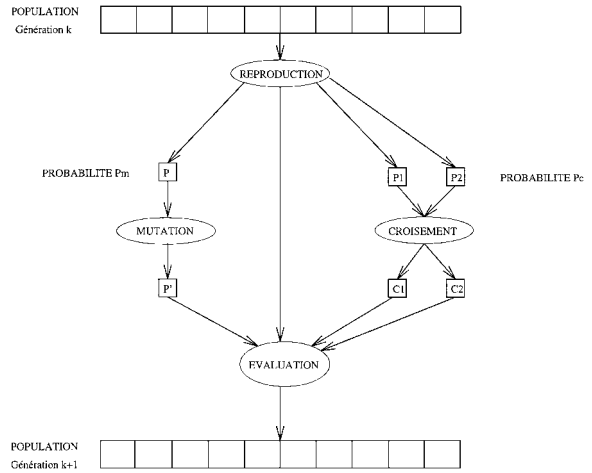 POPULATION
Génération k
REPRODUCTION
PROBABILITE Pm
P
P1
P2
PROBABILITE Pc
MUTATION
CROISEMENT
P'
C1
C2
EVALUATION
POPULATION
Génération k+1